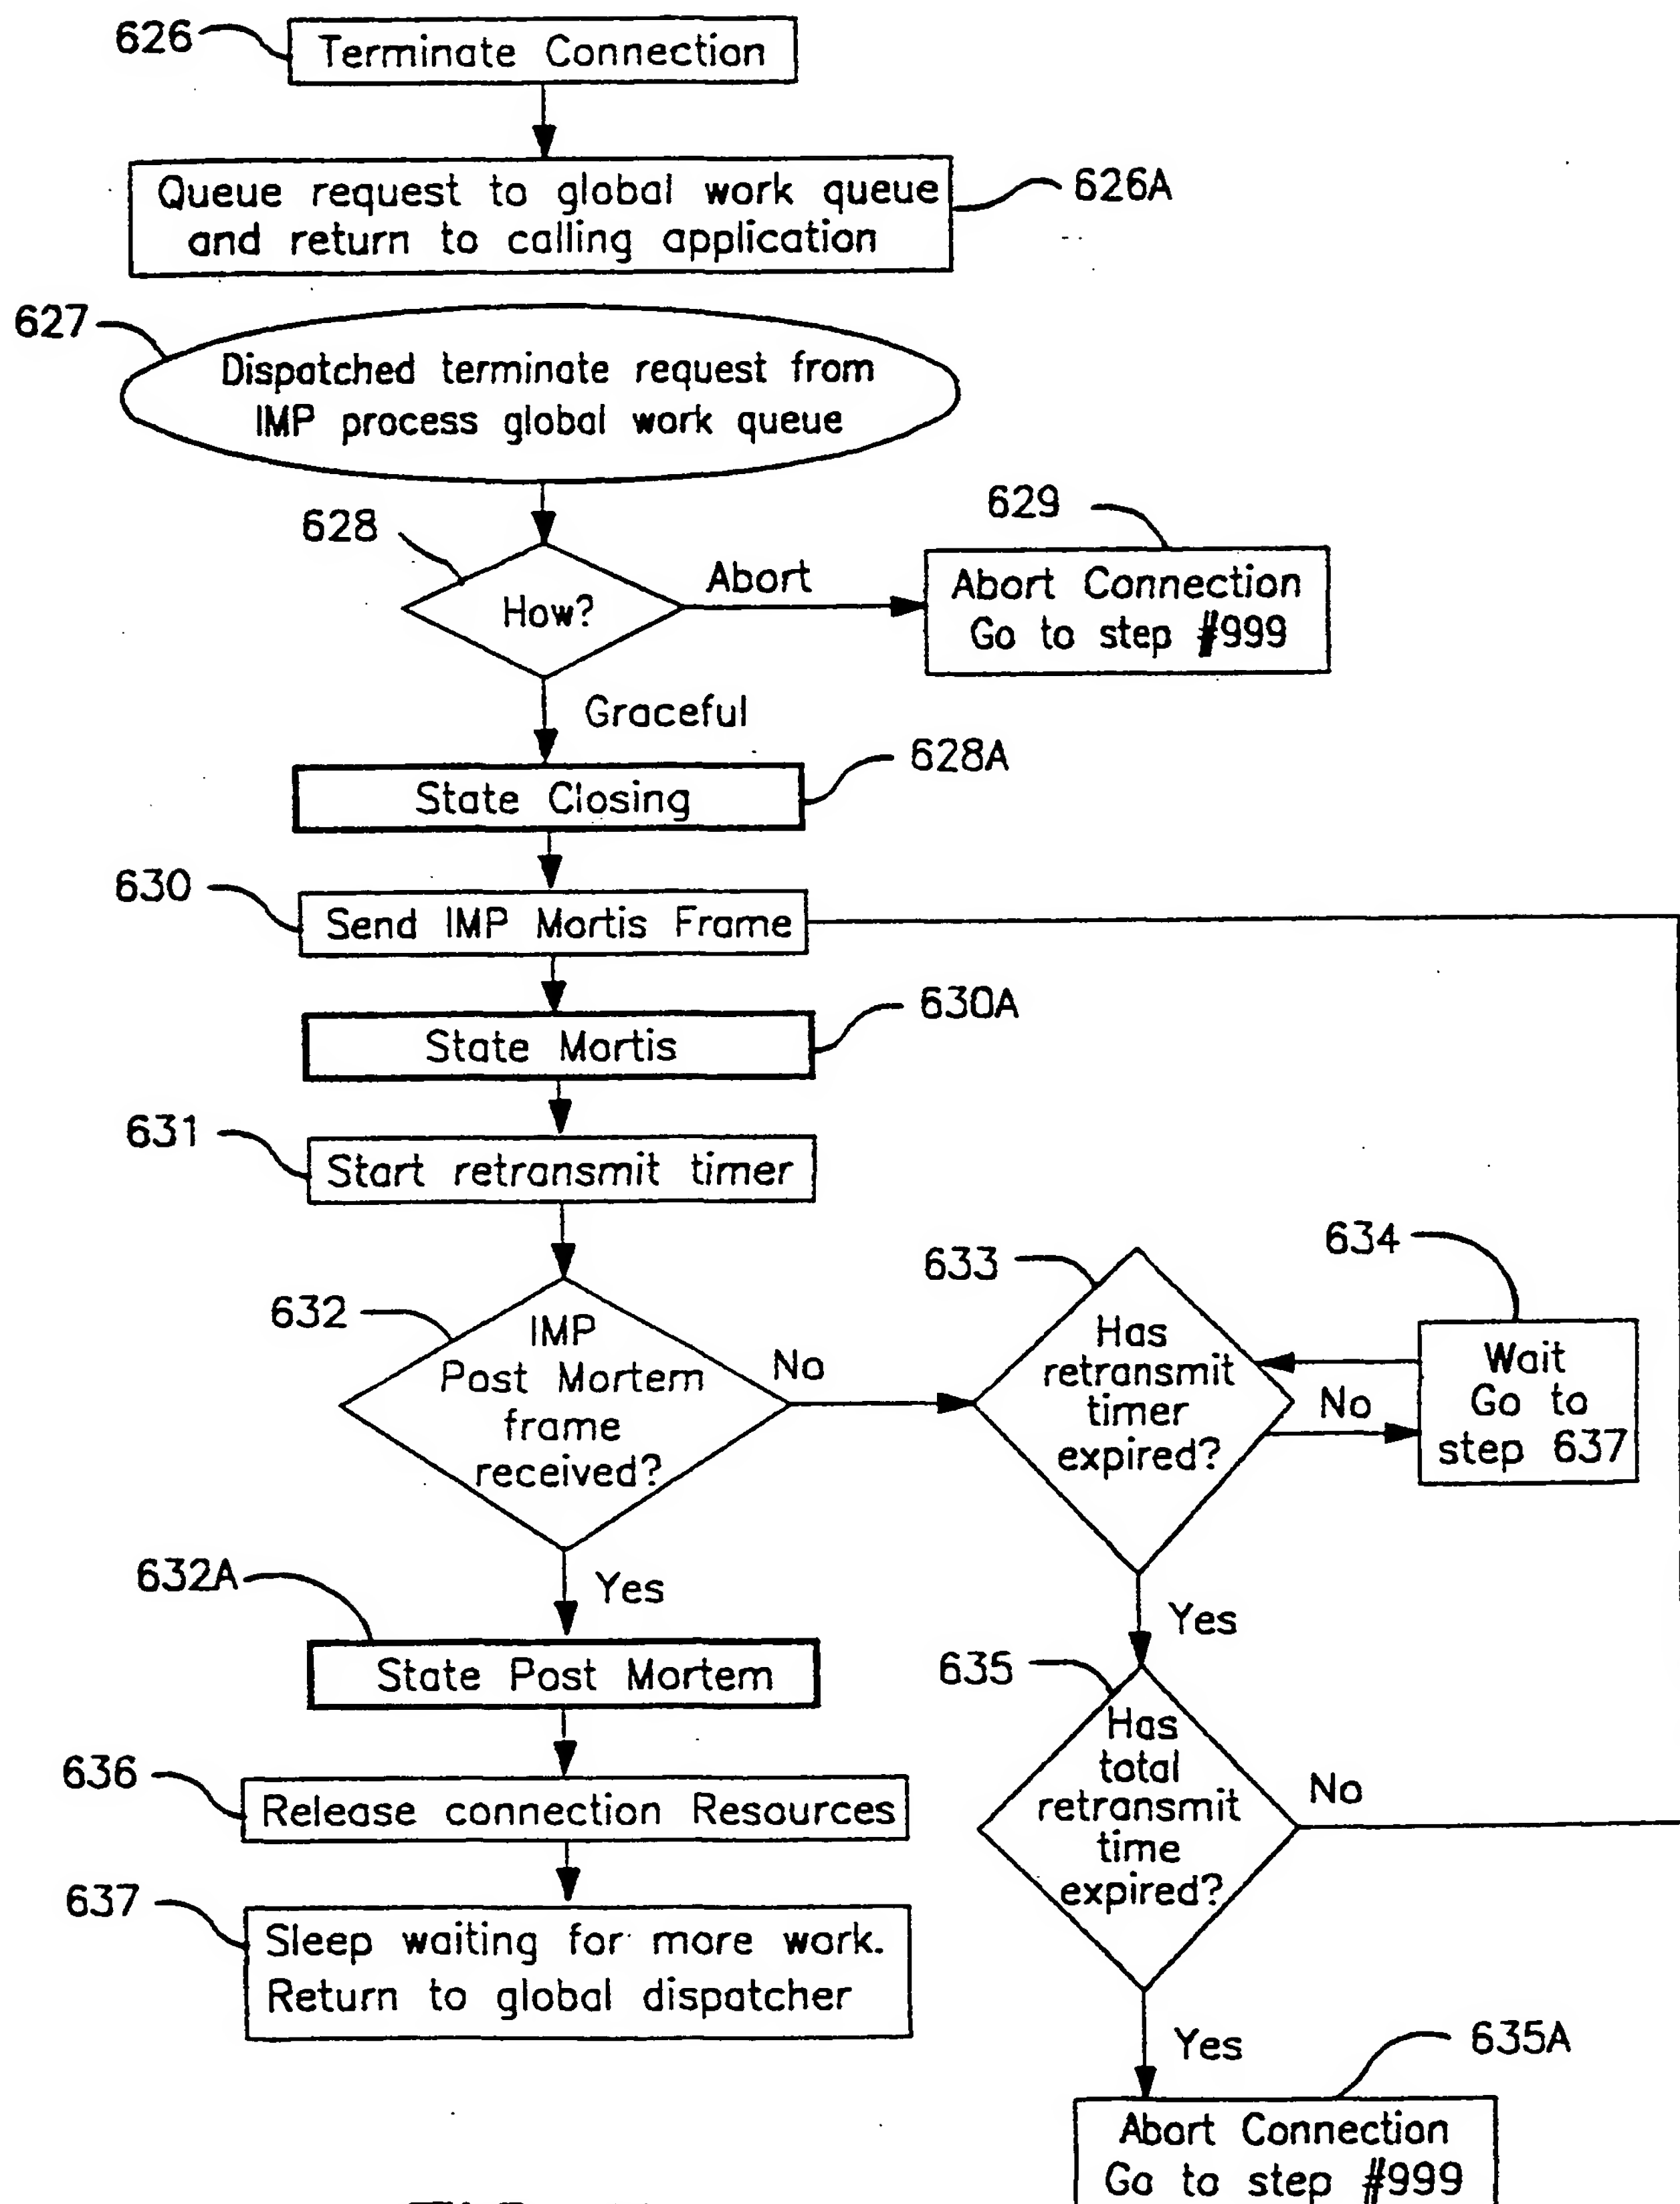 626
Terminate Connection
Queue request to global work queue
and return to calling application
626A
627
Dispatched terminate request from
IMP process global work queue
628
How?
Abort
629
Abort Connection
Go to step #999
Graceful
628A
State Closing
630
Send IMP Mortis Frame
630A
State Mortis
631
Start retransmit timer
632
IMP
Post Mortem
frame
received?
No
633
Has
retransmit
timer
expired?
No
634
Wait
Go to
step 637
Yes
632A
State Post Mortem
Yes
635
Has
total
retransmit
time
expired?
No
636
Release connection Resources
637
Sleep waiting for more work.
Return to global dispatcher
Yes
635A
Abort Connection
Go to step #999